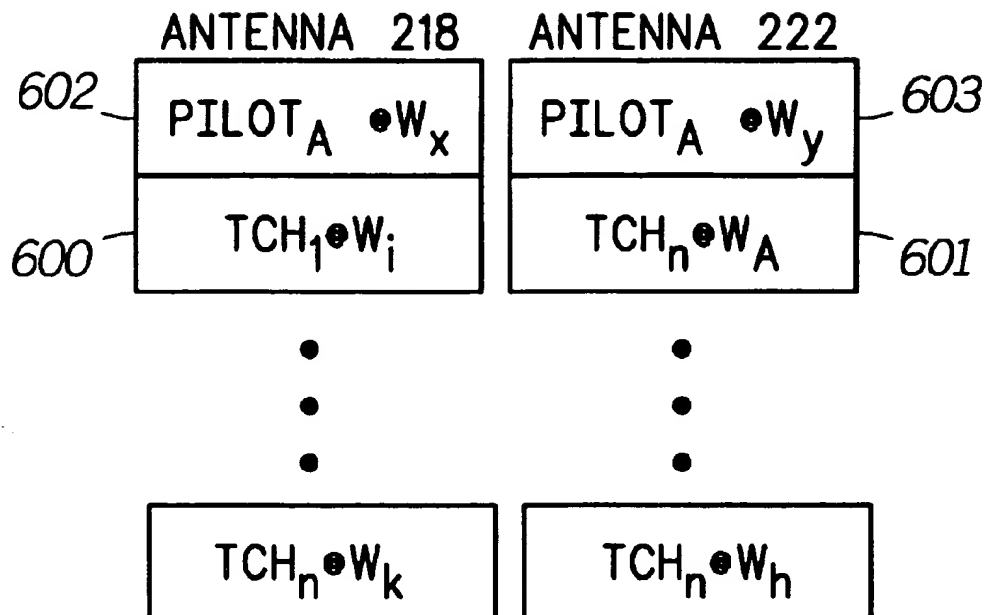 ANTENNA 218 ANTENNA 222
602 PILOT_A ⊕W_x PILOT_A ⊕W_y 603
600 TCH_1⊕W_i TCH_n⊕W_A 601
TCH_n⊕W_k TCH_n⊕W_h